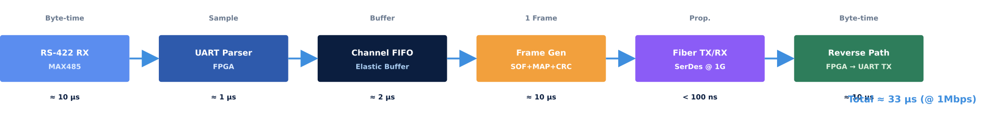 Byte-time
Sample
Buffer
1 Frame
Prop.
Byte-time
RS-422 RX
MAX485
UART Parser
FPGA
Channel FIFO
Elastic Buffer
Frame Gen
SOF+MAP+CRC
Fiber TX/RX
SerDes @ 1G
Reverse Path
FPGA → UART TX
≈ 10 μs
≈ 1 μs
≈ 2 μs
≈ 10 μs
< 100 ns
≈ 10 μs
Total ≈ 33 μs (@ 1Mbps)